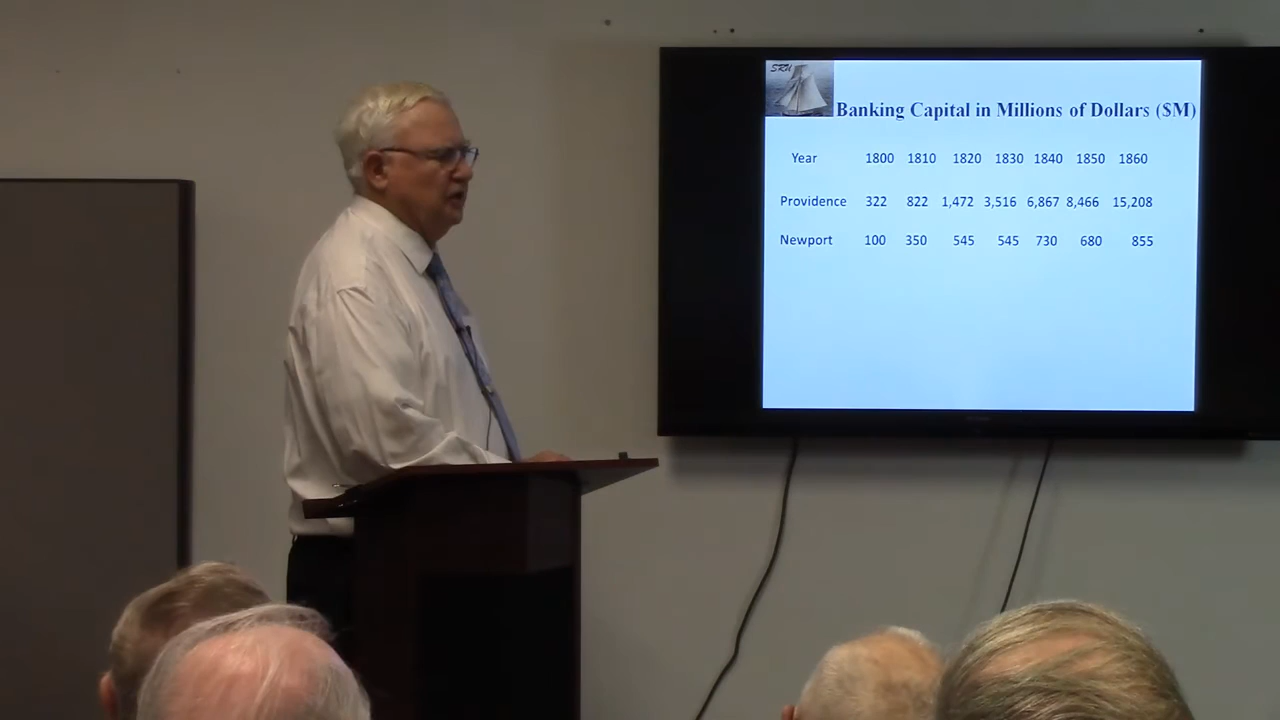 SRU
Banking Capital in Millions of Dollars ($M)
Year 1800 1810 1820 1830 1840 1850 1860
Providence 322 822 1,472 3,516 6,867 8,466 15,208
Newport 100 350 545 545 730 680 855